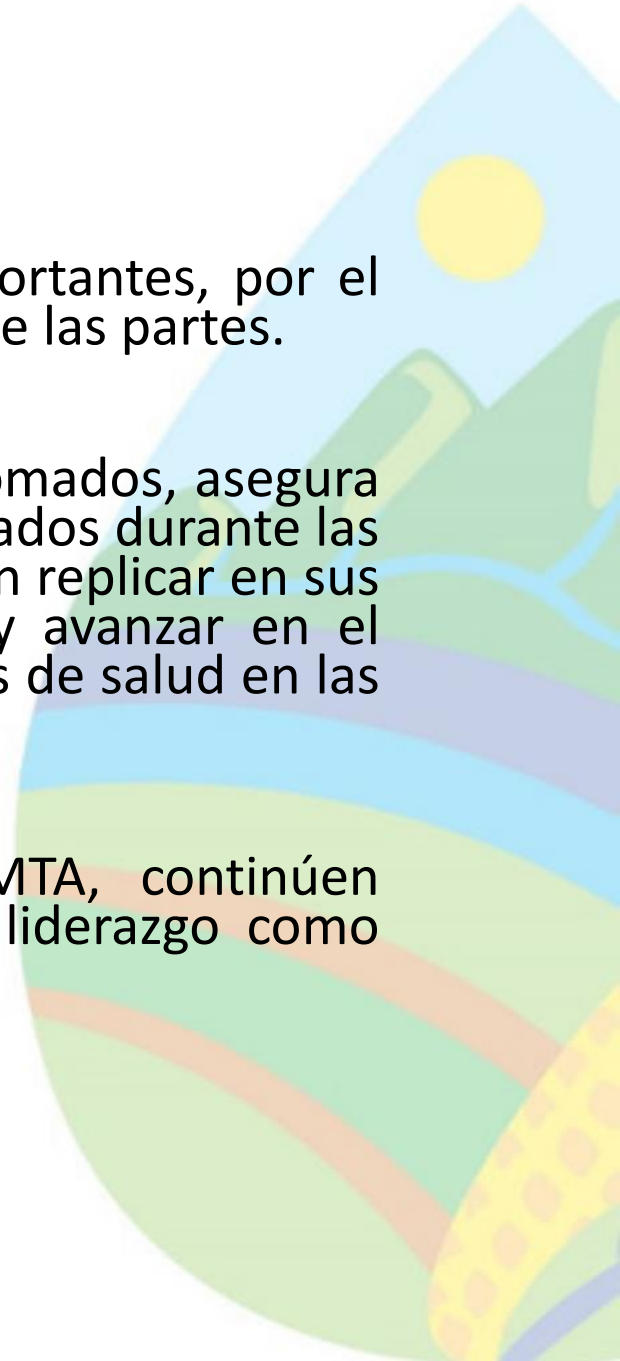 ortantes, por el
e las partes.
omados, asegura
ados durante las
n replicar en sus
y avanzar en el
s de salud en las
MTA, continúen
liderazgo como